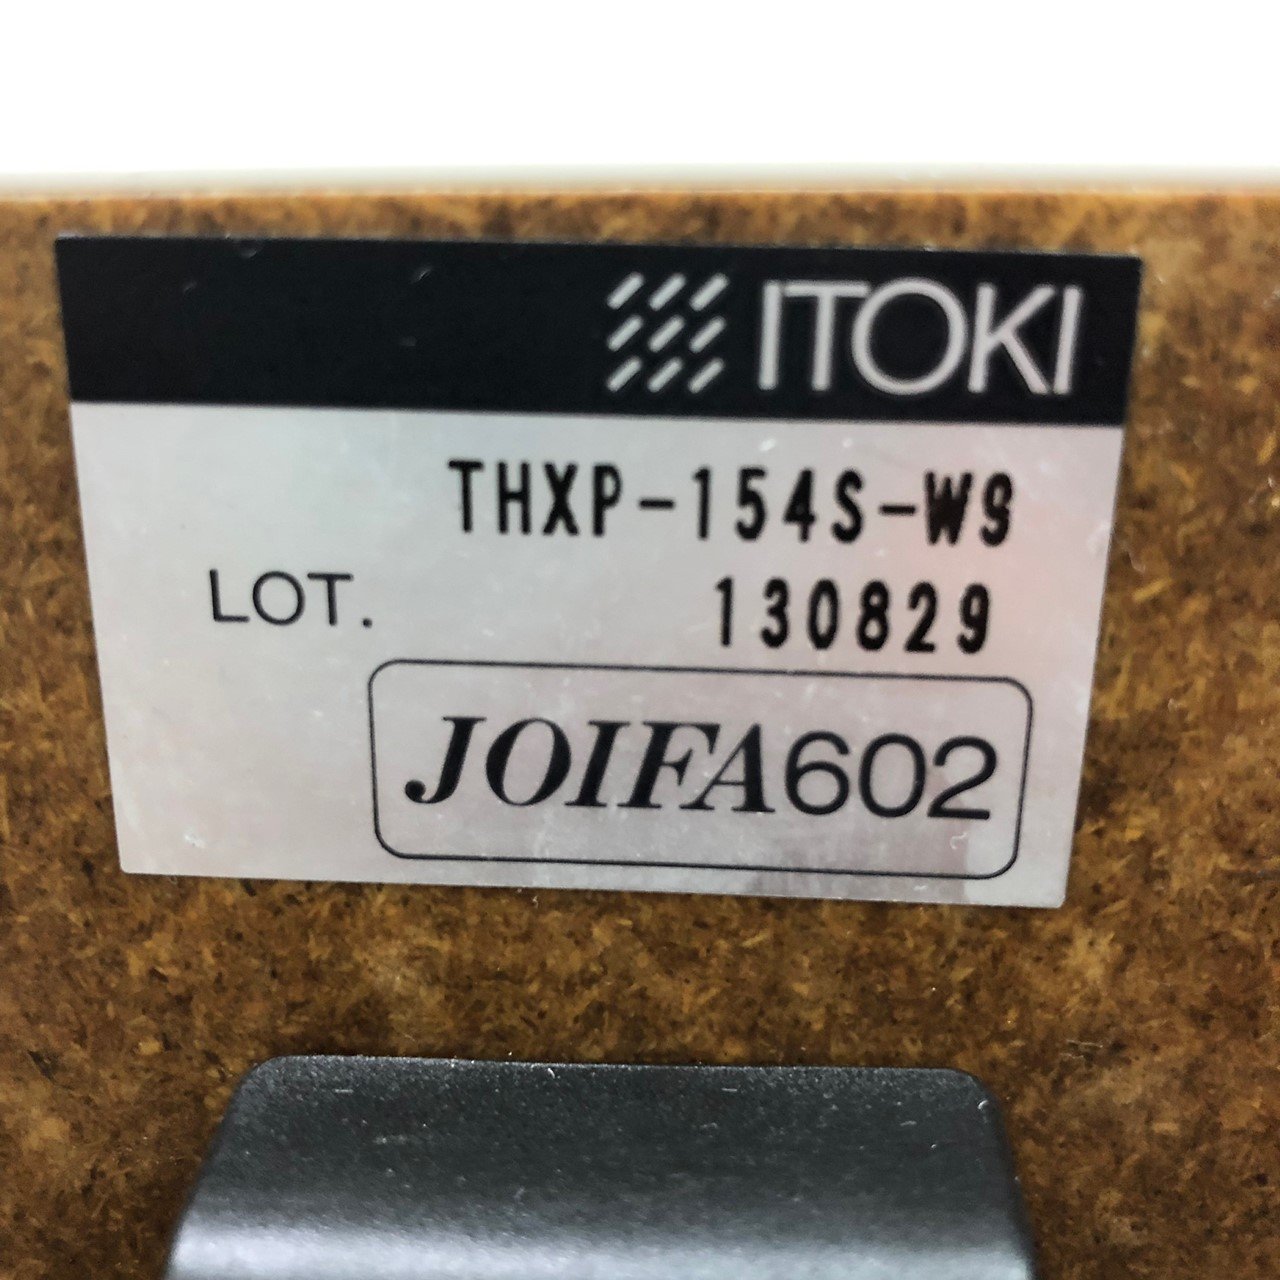 ITOKI
THXP-154S-W9
LOT. 130829
JOIFA602